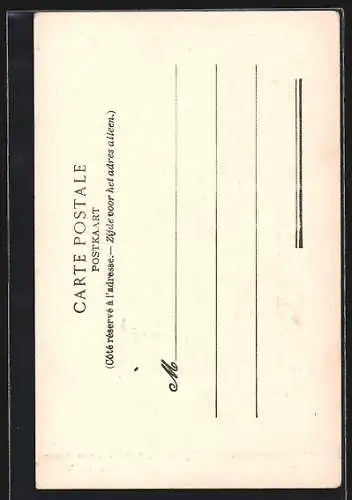 CARTE POSTALE
POSTKAART
(Côté réservé à l'adresse.— Zijde voor het adres alleen.)
M